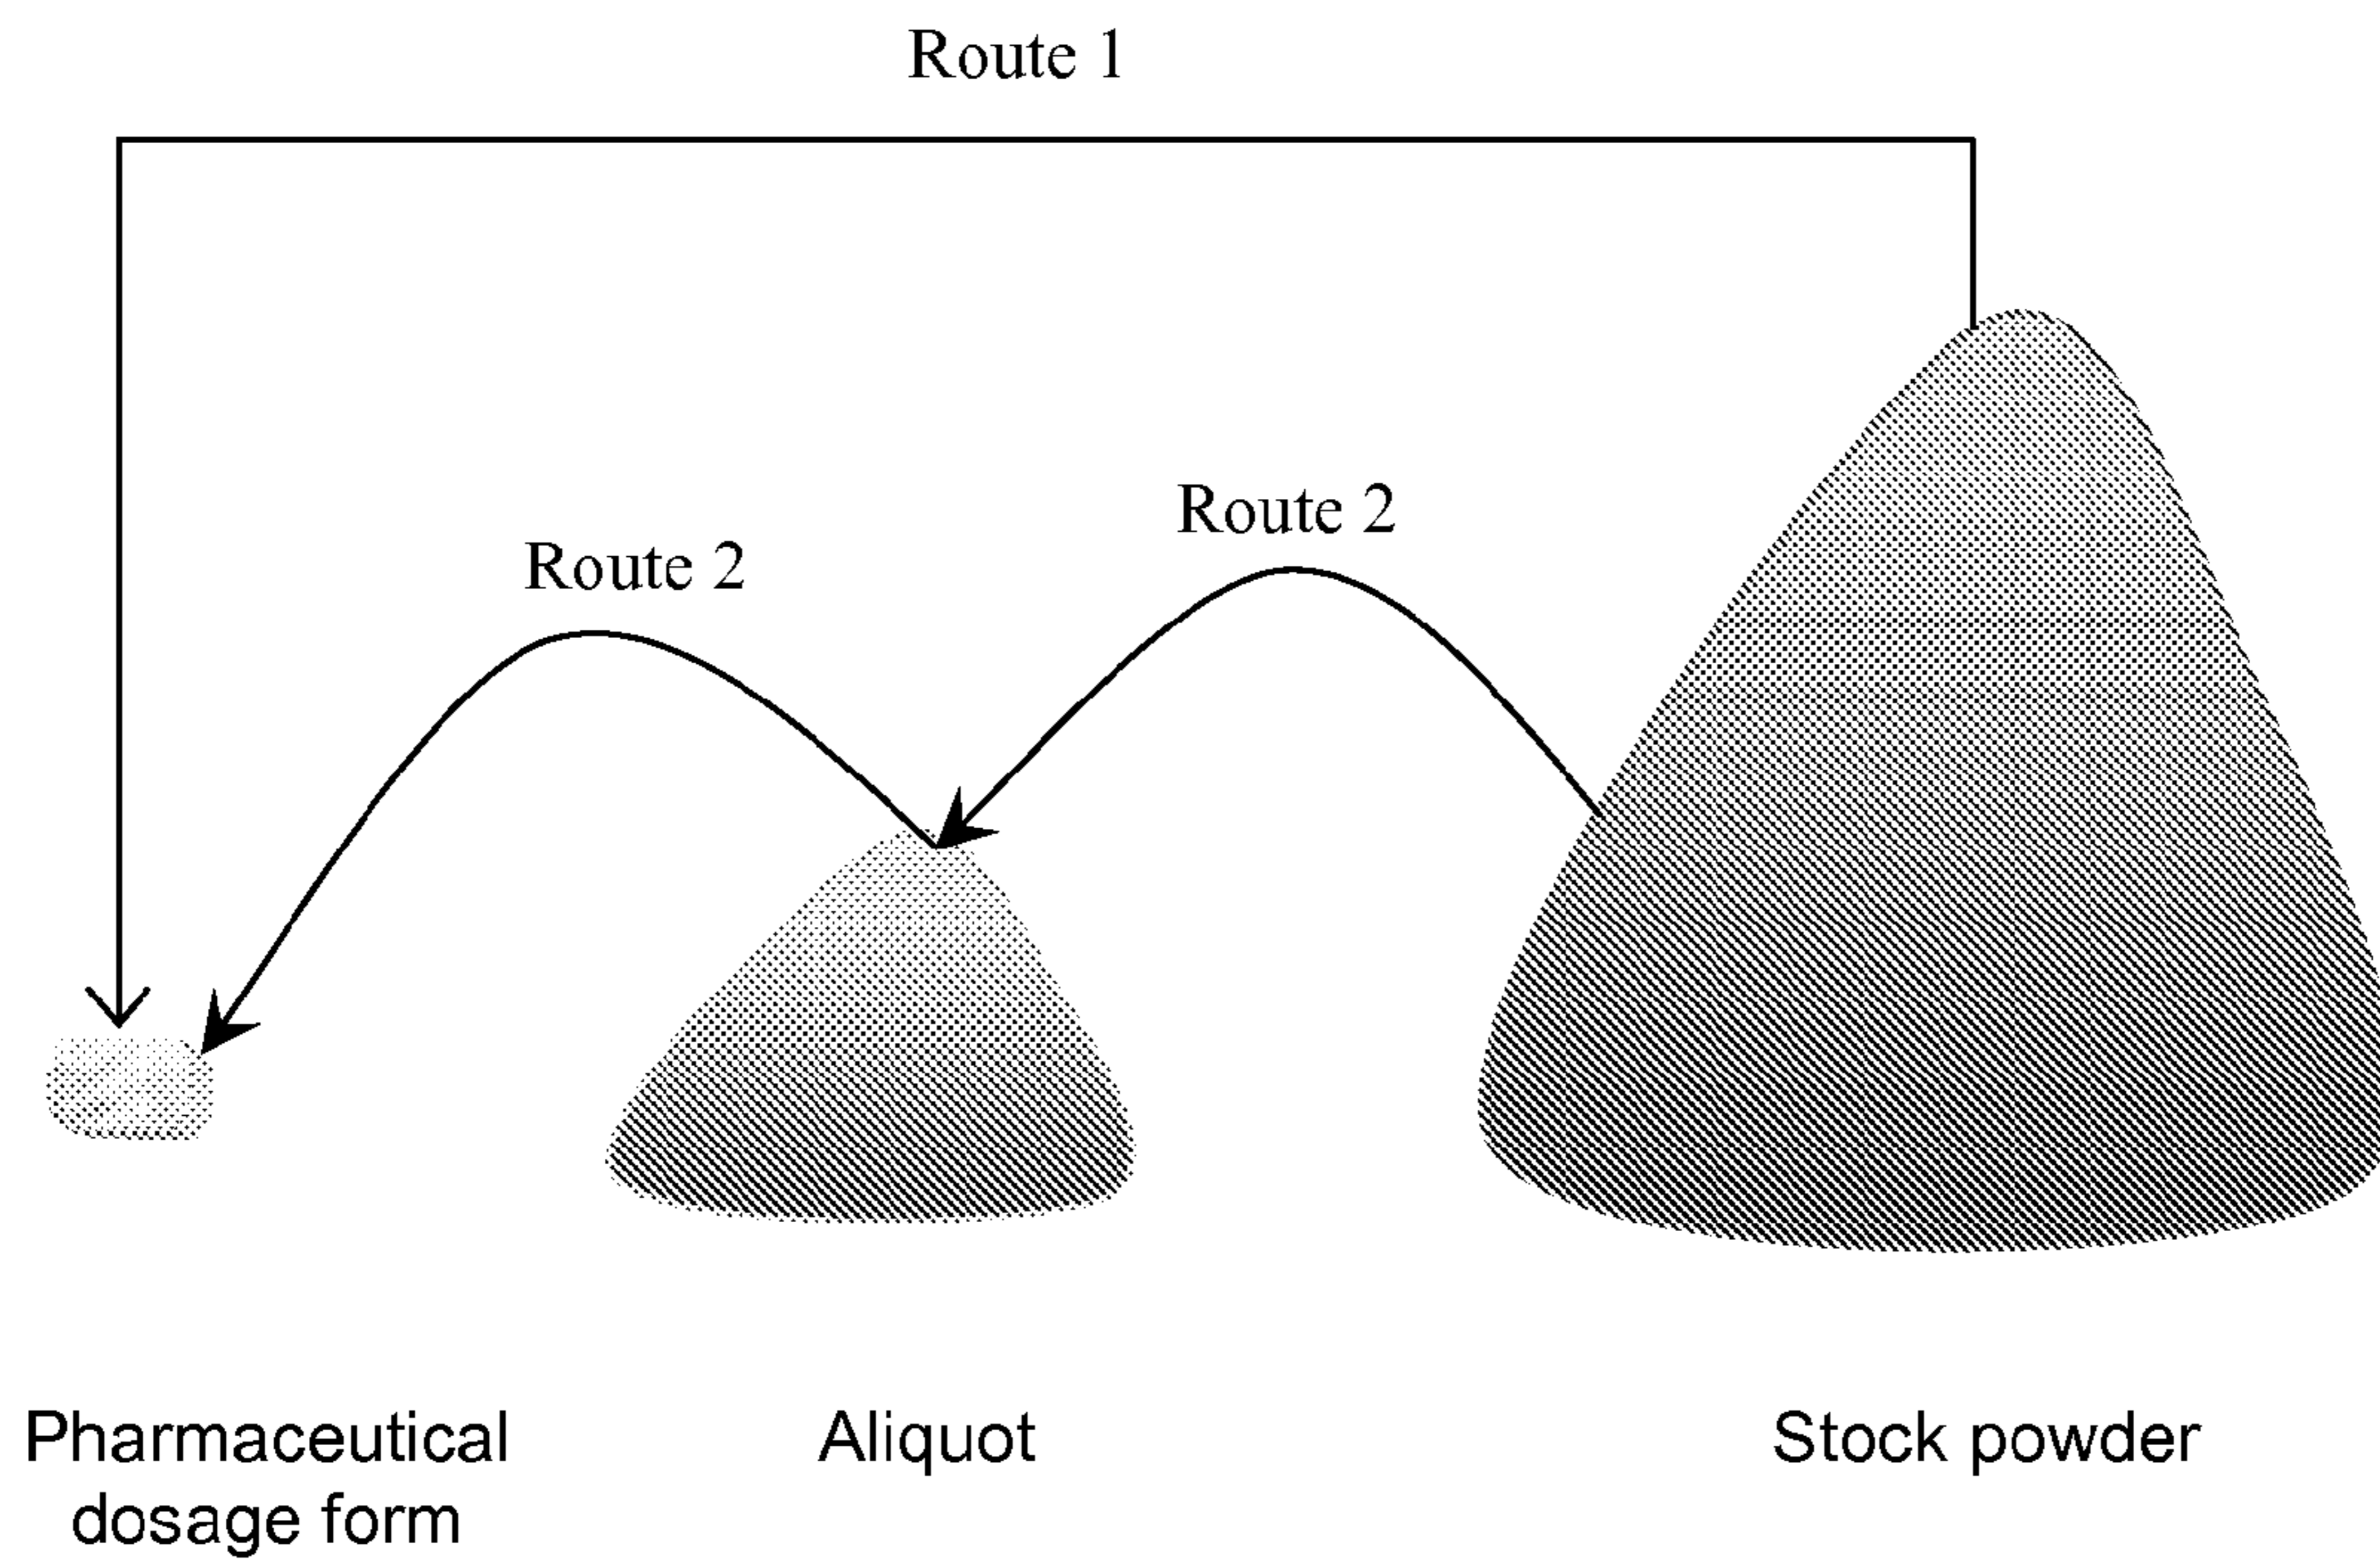 Route 1
Route 2
Route 2
Pharmaceutical
dosage form
Aliquot
Stock powder